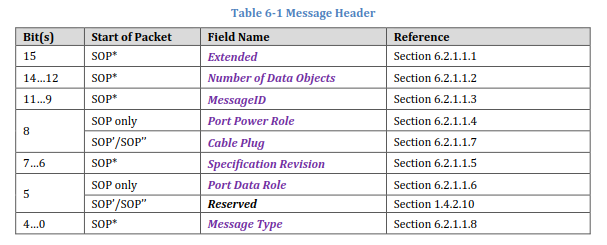 Table 6-1 Message Header
Bit(s) Start of Packet Field Name Reference
15 SOP* Extended Section 6.2.1.1.1
14…12 SOP* Number of Data Objects Section 6.2.1.1.2
11…9 SOP* MessageID Section 6.2.1.1.3
8 SOP only Port Power Role Section 6.2.1.1.4
SOP’/SOP” Cable Plug Section 6.2.1.1.7
7…6 SOP* Specification Revision Section 6.2.1.1.5
5 SOP only Port Data Role Section 6.2.1.1.6
SOP’/SOP” Reserved Section 1.4.2.10
4…0 SOP* Message Type Section 6.2.1.1.8